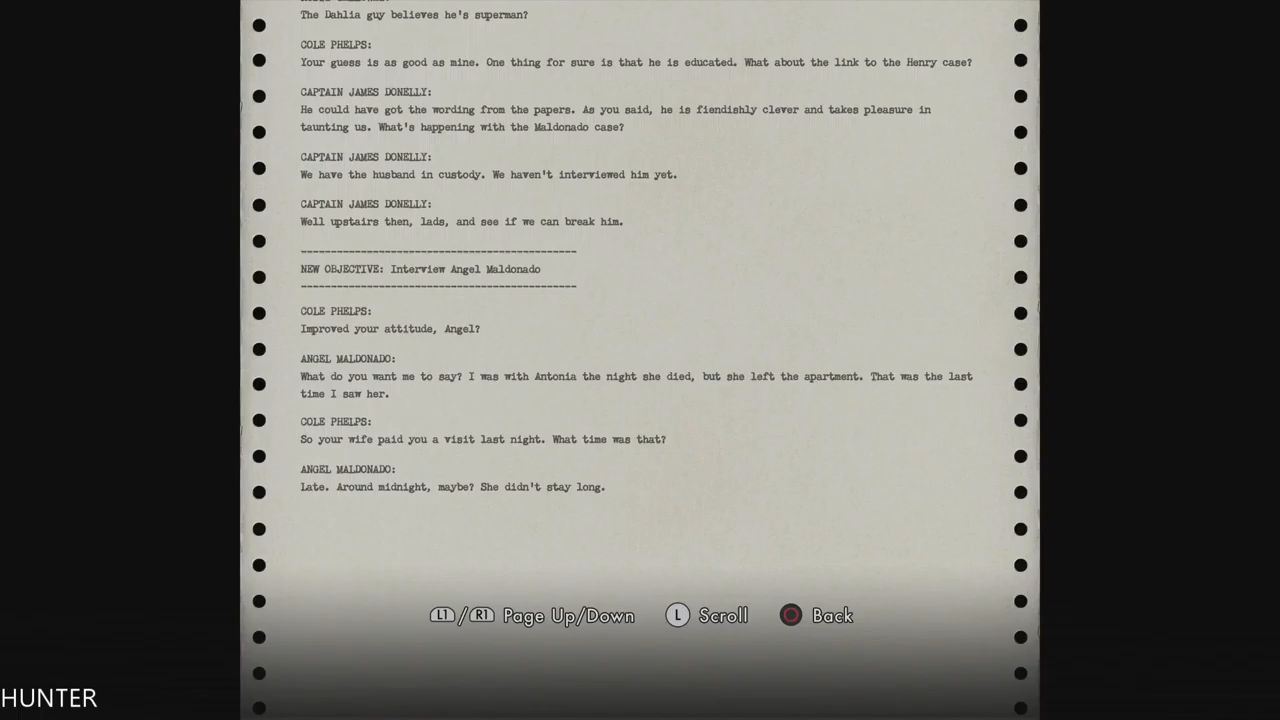 The Dahlia guy believes he's superman?
COLE PHELPS:
Your guess is as good as mine. One thing for sure is that he is educated. What about the link to the Henry case?
CAPTAIN JAMES DONELLY:
He could have got the wording from the papers. As you said, he is fiendishly clever and takes pleasure in
taunting us. What's happening with the Maldonado case?
CAPTAIN JAMES DONELLY:
We have the husband in custody. We haven't interviewed him yet.
CAPTAIN JAMES DONELLY:
Well upstairs then, lads, and see if we can break him.
----------------------------------------------
NEW OBJECTIVE: Interview Angel Maldonado
----------------------------------------------
COLE PHELPS:
Improved your attitude, Angel?
ANGEL MALDONADO:
What do you want me to say? I was with Antonia the night she died, but she left the apartment. That was the last
time I saw her.
COLE PHELPS:
So your wife paid you a visit last night. What time was that?
ANGEL MALDONADO:
Late. Around midnight, maybe? She didn't stay long.
L1/R1 Page Up/Down L Scroll Back
HUNTER